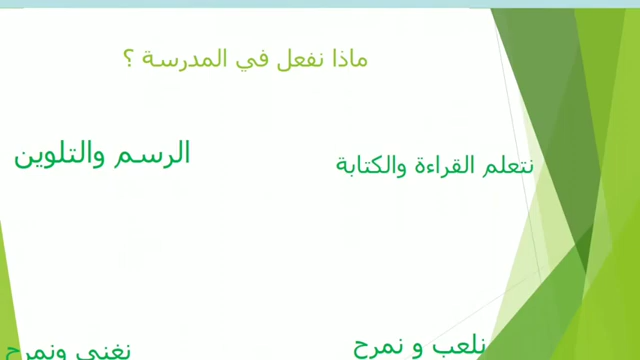 ماذا نفعل في المدرسة ؟
نتعلم القراءة والكتابة
الرسم والتلوين
نلعب و نمرح
نغني ونمرح